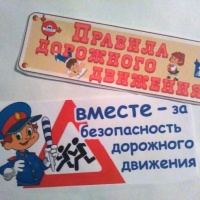 Правила
дорожного
движения
вместе – за
безопасность
дорожного
движения